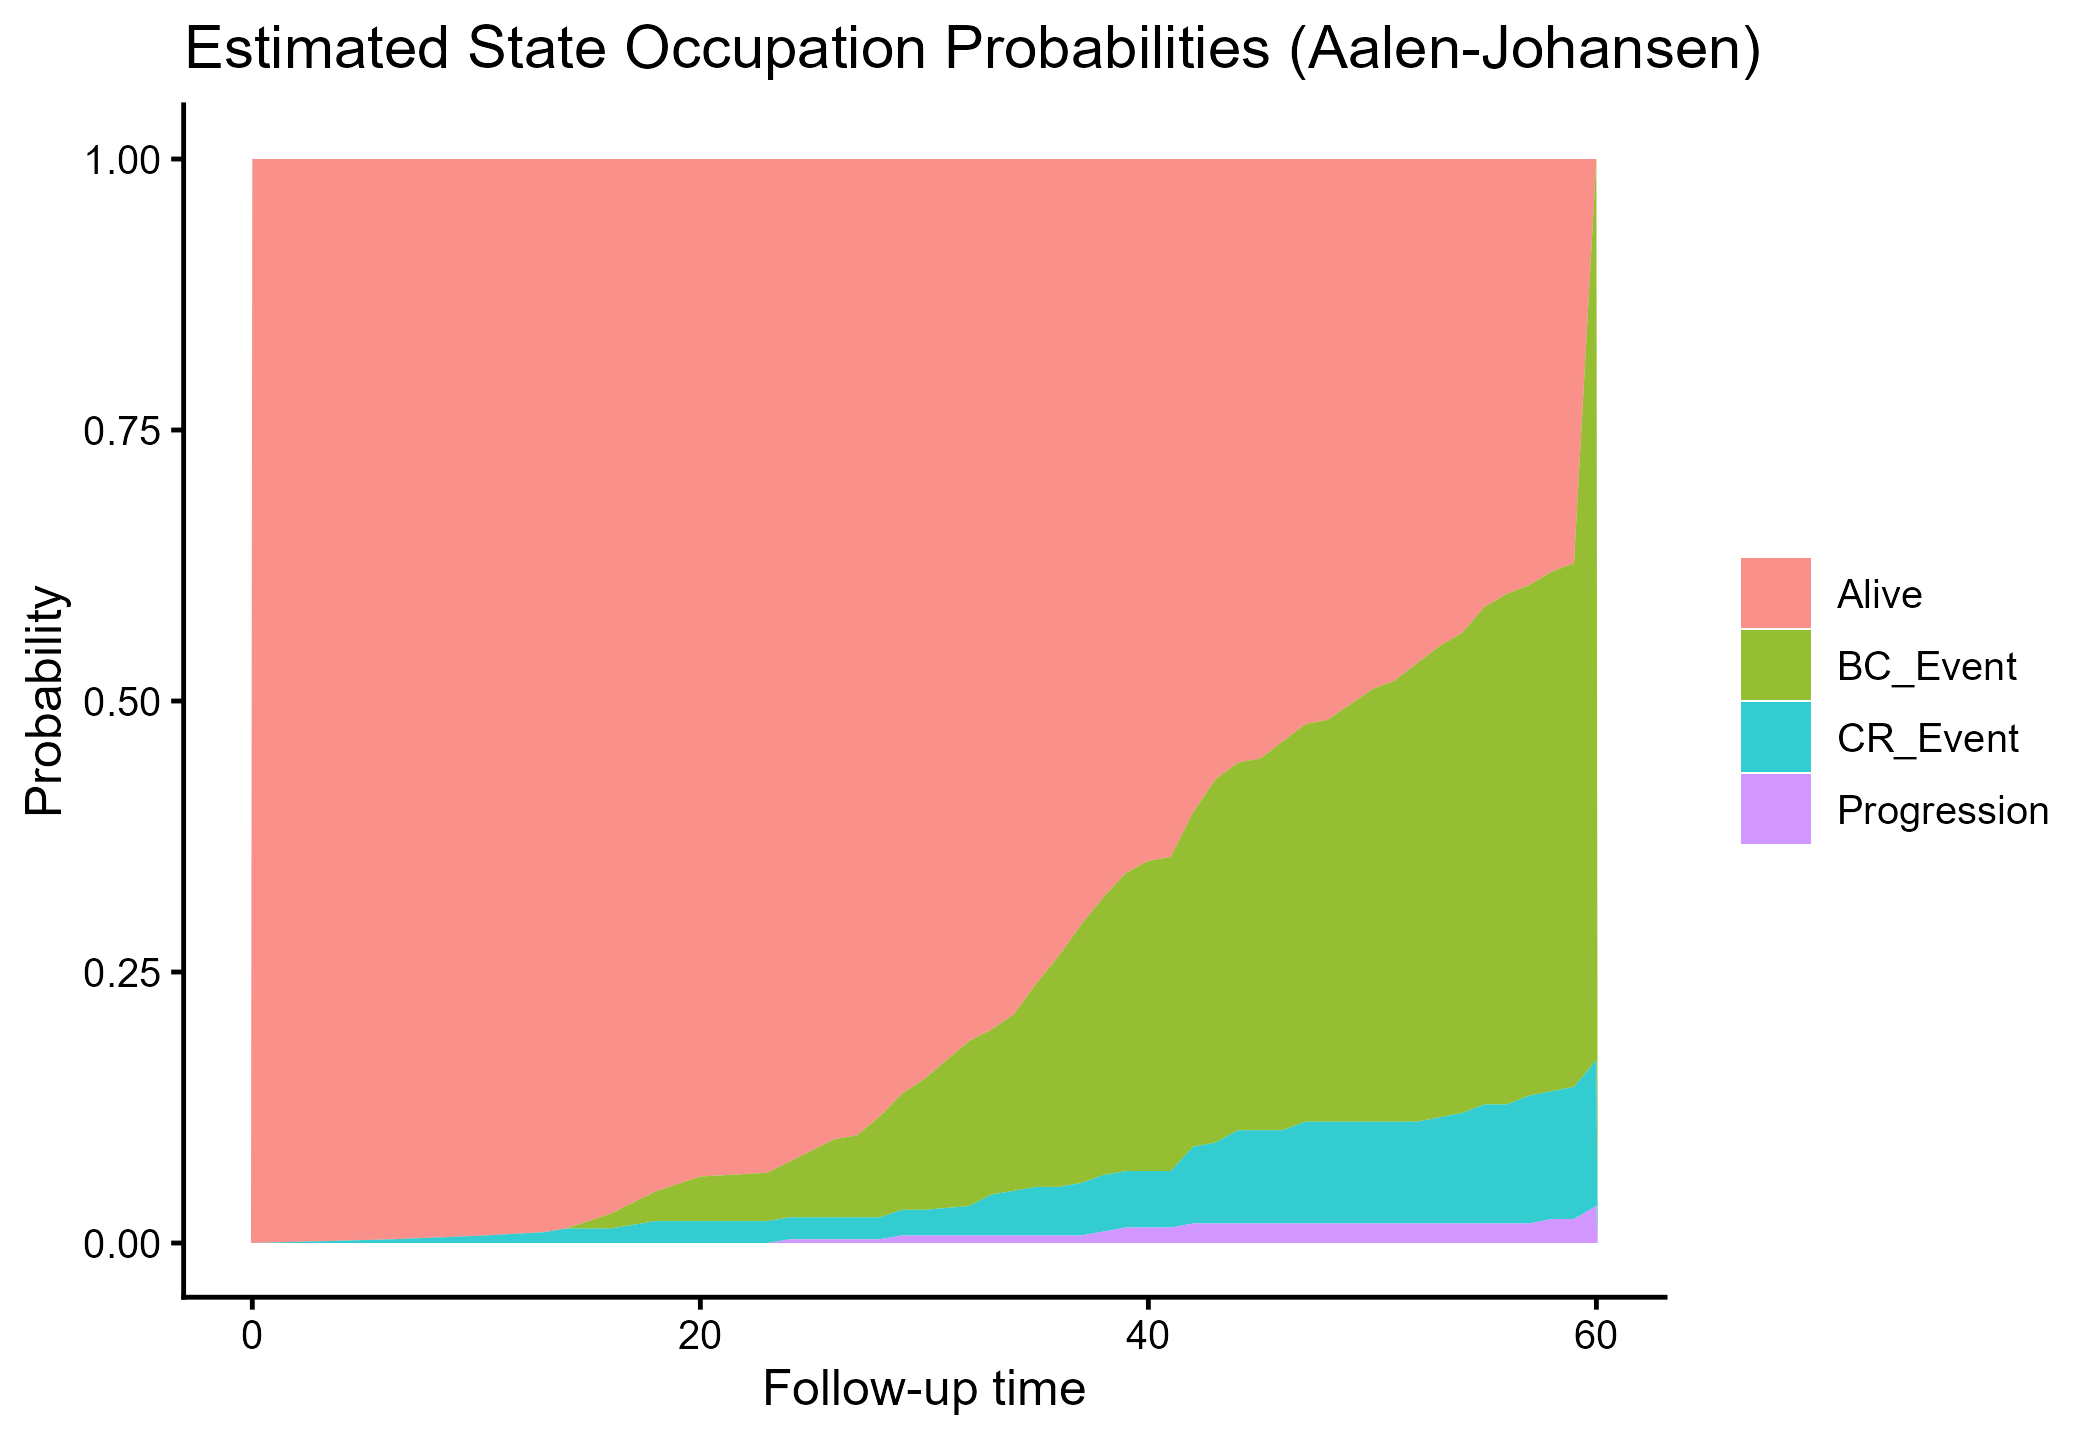 Estimated State Occupation Probabilities (Aalen-Johansen)
1.00
0.75
0.50
0.25
0.00
Probability
0 20 40 60
Follow-up time
Alive
BC_Event
CR_Event
Progression